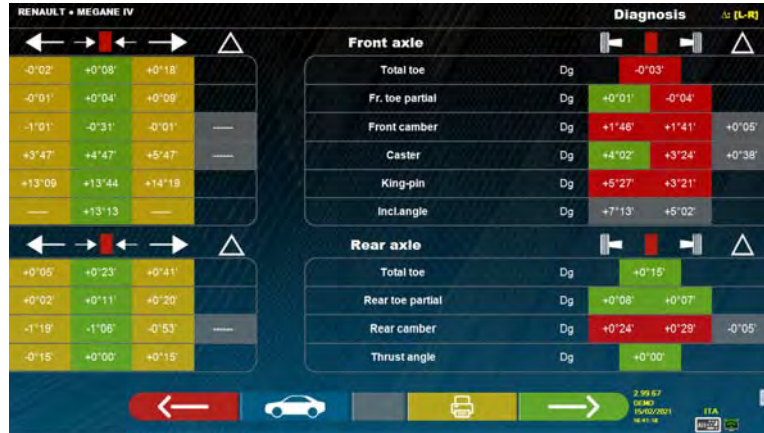 RENAULT • MEGANE IV Diagnosis Δ: [L-R]
Front axle
-0°02' +0°08' +0°18' Total toe Dg -0°03'
-0°01' +0°04' +0°09' Fr. toe partial Dg +0°01' -0°04'
-1°01' -0°31' -0°01' ----- Front camber Dg +1°46' +1°41' +0°05'
+3°47' +4°47' +5°47' ----- Caster Dg +4°02' +3°24' +0°38'
+13°09 +13°44 +14°19 King-pin Dg +5°27' +3°21'
---- +13°13 ---- Incl.angle Dg +7°13' +5°02'
Rear axle
+0°05' +0°23' +0°41' Total toe Dg +0°15'
+0°02' +0°11' +0°20' Rear toe partial Dg +0°08' +0°07'
-1°19' -1°06' -0°53' ----- Rear camber Dg +0°24' +0°29' -0°05'
-0°15' +0°00' +0°15' Thrust angle Dg +0°00'
2.99.67
DEMO
15/02/2021 ITA